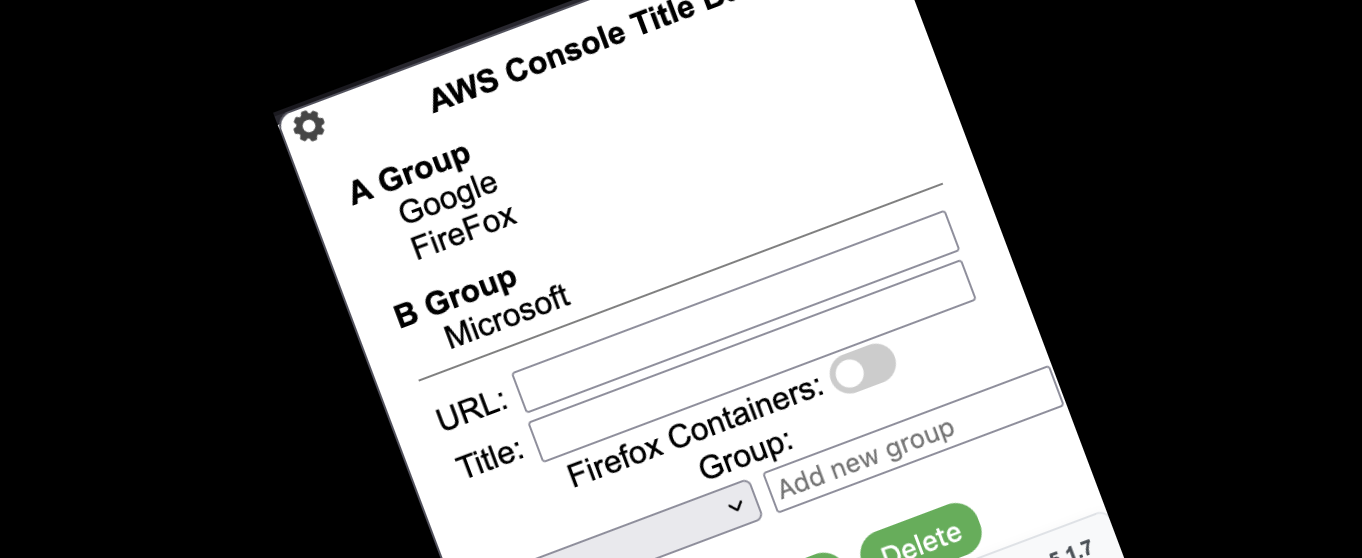 AWS Console Title
A Group
Google
FireFox
B Group
Microsoft
URL:
Title:
Firefox Containers:
Group:
Add new group
Delete
5.1.7